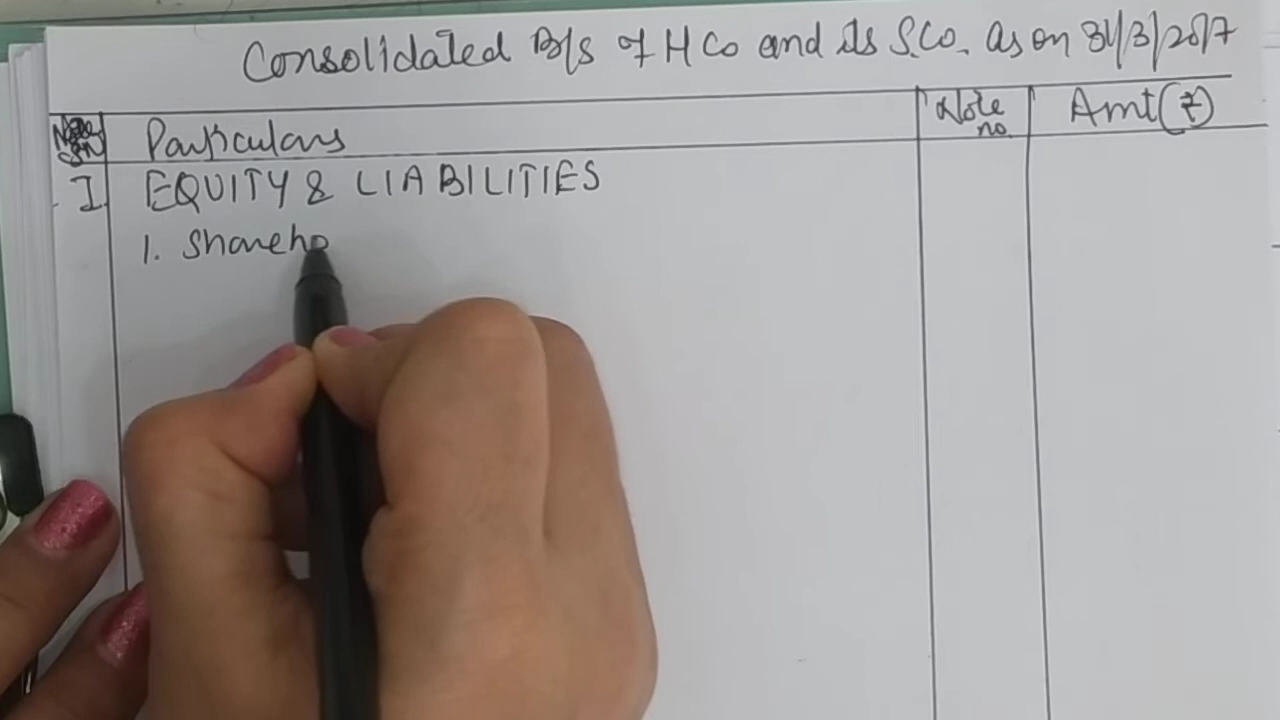 Consolidated B/s of H Co and its S.Co. as on 31/3/2017
SN Particulars Note no. Amt (₹)
I EQUITY & LIABILITIES
1. Shareho